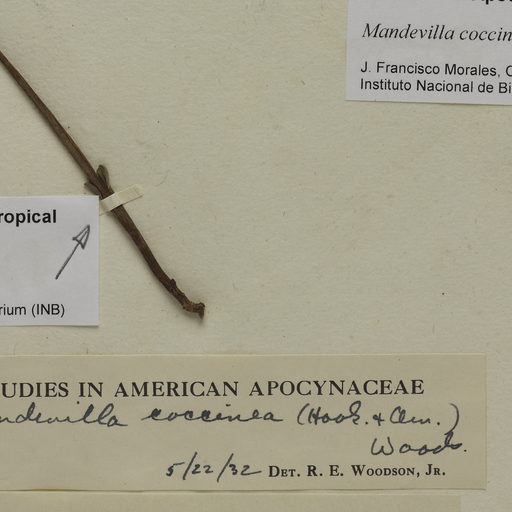 Mandevilla coccin
J. Francisco Morales, C
Instituto Nacional de Bi
ropical
rium (INB)
UDIES IN AMERICAN APOCYNACEAE
ndevilla coccinea (Hook. &
Woods.
5/22/32 DET. R. E. WOODSON, JR.